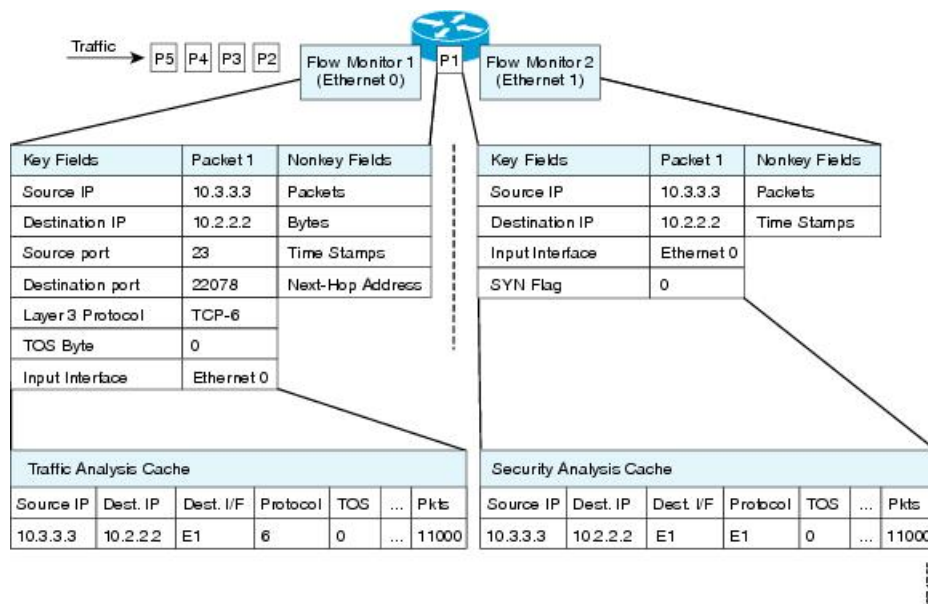 Traffic
P5 P4 P3 P2
Flow Monitor 1
(Ethernet 0)
P1
Flow Monitor 2
(Ethernet 1)
Key Fields Packet 1 Nonkey Fields
Source IP 10.3.3.3 Packets
Destination IP 10.2.2.2 Bytes
Source port 23 Time Stamps
Destination port 22078 Next-Hop Address
Layer 3 Protocol TCP-6
TOS Byte 0
Input Interface Ethernet 0
Key Fields Packet 1 Nonkey Fields
Source IP 10.3.3.3 Packets
Destination IP 10.2.2.2 Time Stamps
Input Interface Ethernet 0
SYN Flag 0
Traffic Analysis Cache
Source IP Dest. IP Dest. I/F Protocol TOS ... Pkts
10.3.3.3 10.2.2.2 E1 6 0 ... 11000
Security Analysis Cache
Source IP Dest. IP Dest. I/F Protocol TOS ... Pkts
10.3.3.3 10.2.2.2 E1 E1 0 ... 11000